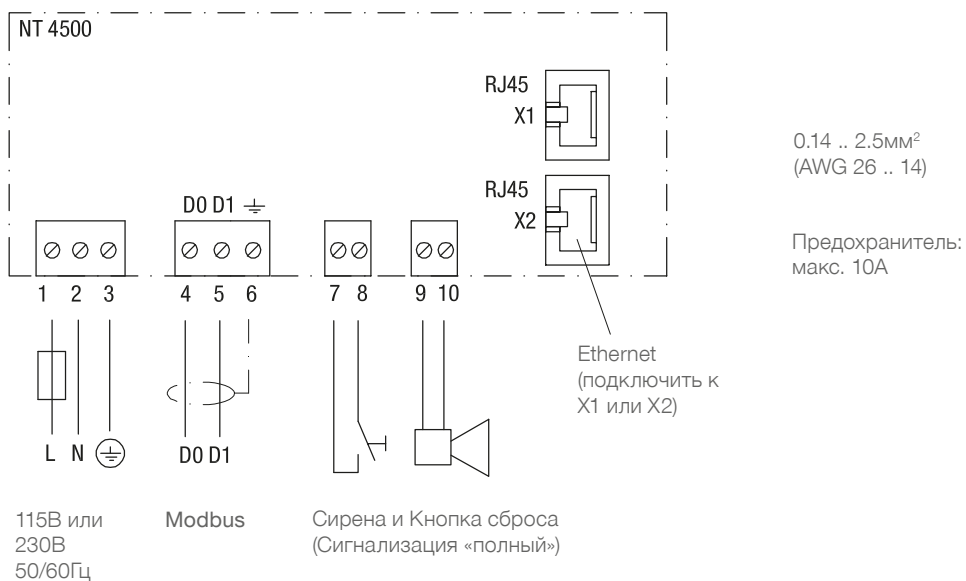 NT 4500
RJ45
X1
0.14 .. 2.5мм²
(AWG 26 .. 14)
RJ45
X2
D0 D1
Предохранитель:
макс. 10А
1 2 3 4 5 6 7 8 9 10
Ethernet
(подключить к
X1 или X2)
L N D0 D1
115В или
230В
50/60Гц
Modbus
Сирена и Кнопка сброса
(Сигнализация «полный»)